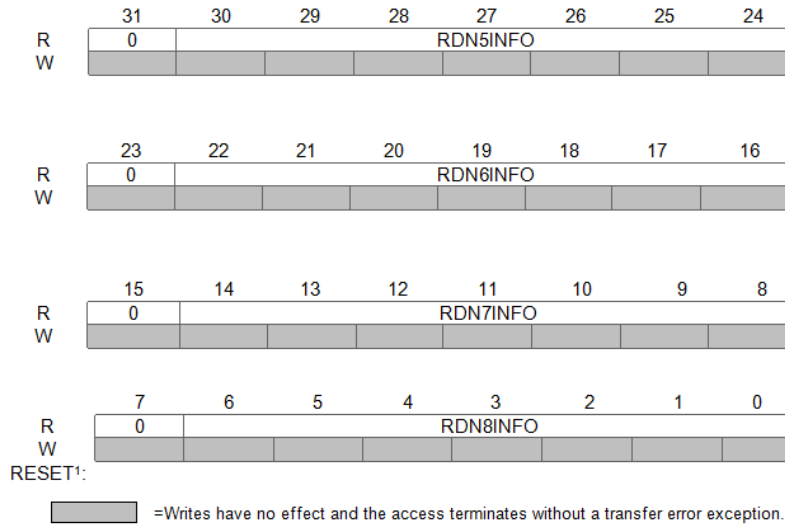 31 30 29 28 27 26 25 24
R 0 RDN5INFO
W
23 22 21 20 19 18 17 16
R 0 RDN6INFO
W
15 14 13 12 11 10 9 8
R 0 RDN7INFO
W
7 6 5 4 3 2 1 0
R 0 RDN8INFO
W
RESET¹:
=Writes have no effect and the access terminates without a transfer error exception.